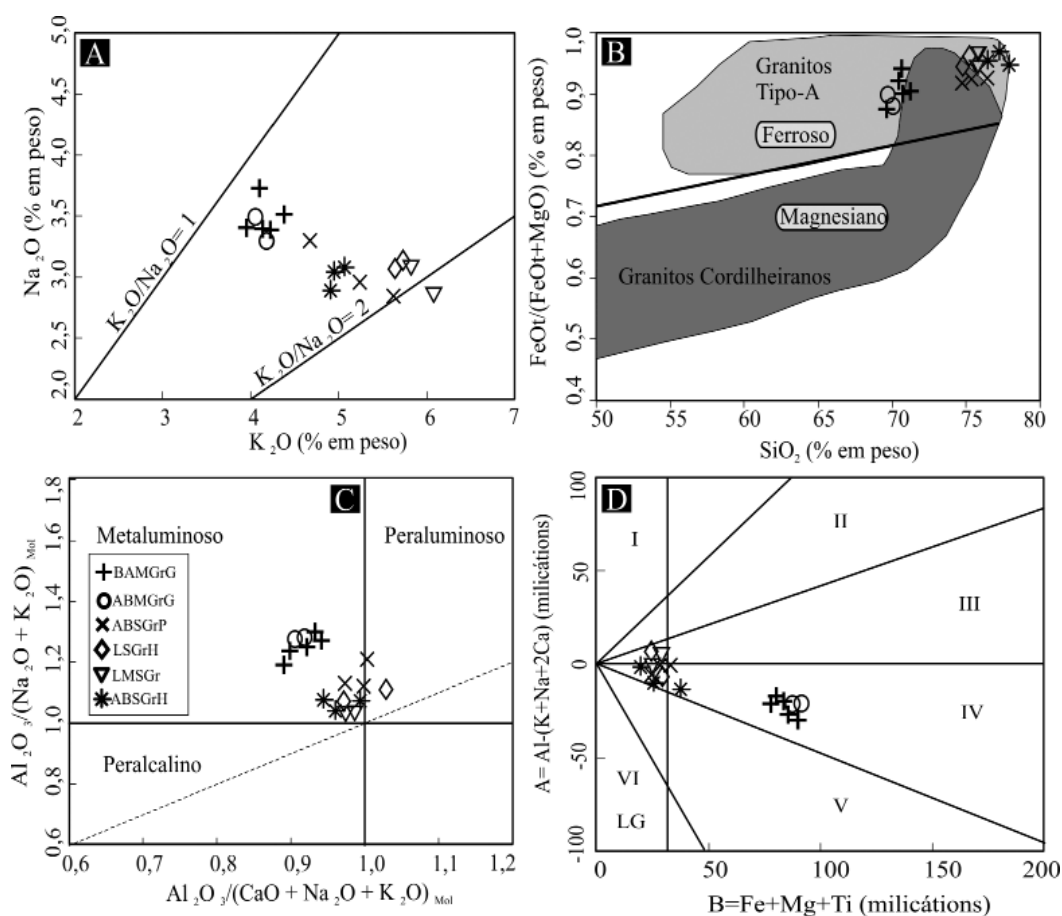 A
Na₂O (% em peso)
5,0
4,5
4,0
3,5
3,0
2,5
2,0
K₂O/Na₂O= 1
K₂O/Na₂O= 2
2 3 4 5 6 7
K₂O (% em peso)
B
FeOt/(FeOt+MgO) (% em peso)
1,0
0,9
0,8
0,7
0,6
0,5
0,4
Granitos
Tipo-A
Ferroso
Magnesiano
Granitos Cordilheiranos
50 55 60 65 70 75 80
SiO₂ (% em peso)
C
Al₂O₃/(Na₂O + K₂O) Mol
1,8
1,6
1,4
1,2
1,0
0,8
0,6
Metaluminoso
Peraluminoso
BAMGrG
ABMGrG
ABSGrP
LSGrH
LMSGr
ABSGrH
Peralcalino
0,6 0,7 0,8 0,9 1,0 1,1 1,2
Al₂O₃/(CaO + Na₂O + K₂O) Mol
D
A= Al-(K+Na+2Ca) (milicátions)
100
50
0
-50
-100
I
II
III
IV
V
VI
LG
0 50 100 150 200
B=Fe+Mg+Ti (milicátions)